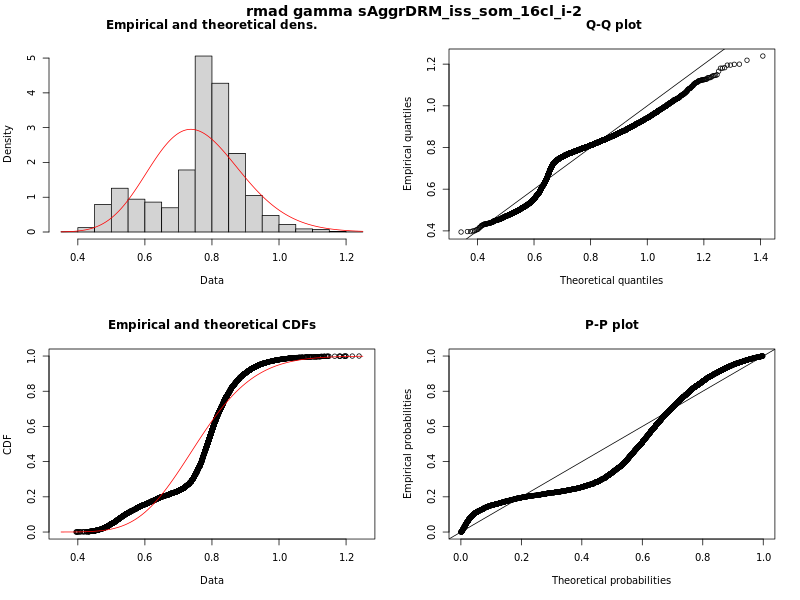 rmad gamma sAggrDRM_iss_som_16cl_i-2
Empirical and theoretical dens.
Density
0 1 2 3 4 5
0.4 0.6 0.8 1.0 1.2
Data
Q-Q plot
Empirical quantiles
0.4 0.6 0.8 1.0 1.2
0.4 0.6 0.8 1.0 1.2 1.4
Theoretical quantiles
Empirical and theoretical CDFs
CDF
0.0 0.2 0.4 0.6 0.8 1.0
0.4 0.6 0.8 1.0 1.2
Data
P-P plot
Empirical probabilities
0.0 0.2 0.4 0.6 0.8 1.0
0.0 0.2 0.4 0.6 0.8 1.0
Theoretical probabilities